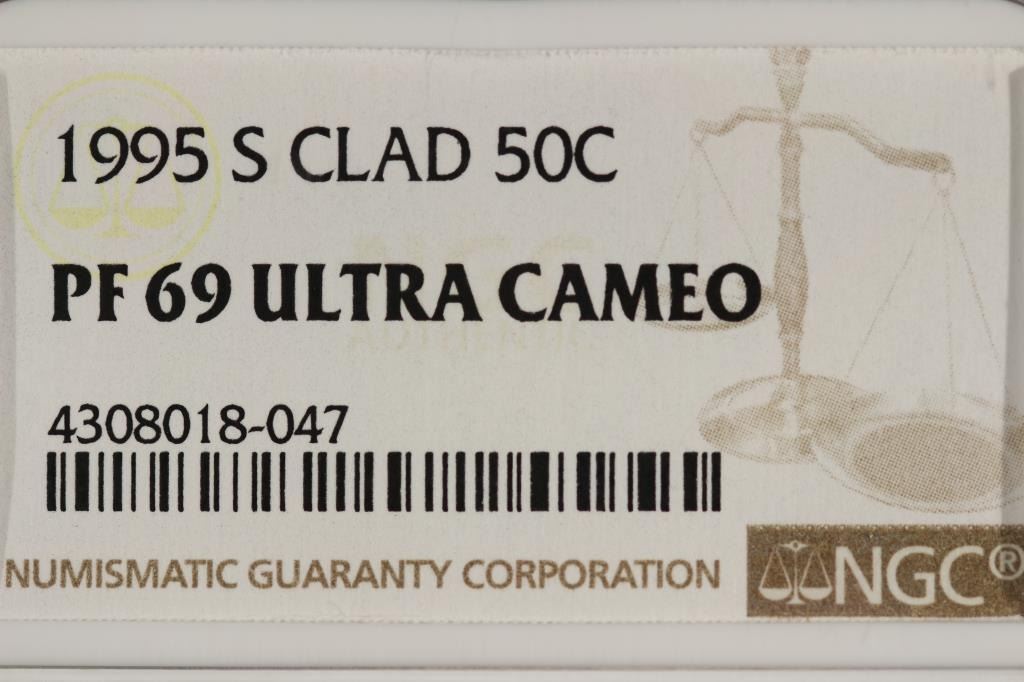 1995 S CLAD 50C
PF 69 ULTRA CAMEO
4308018-047
NUMISMATIC GUARANTY CORPORATION
NGC®